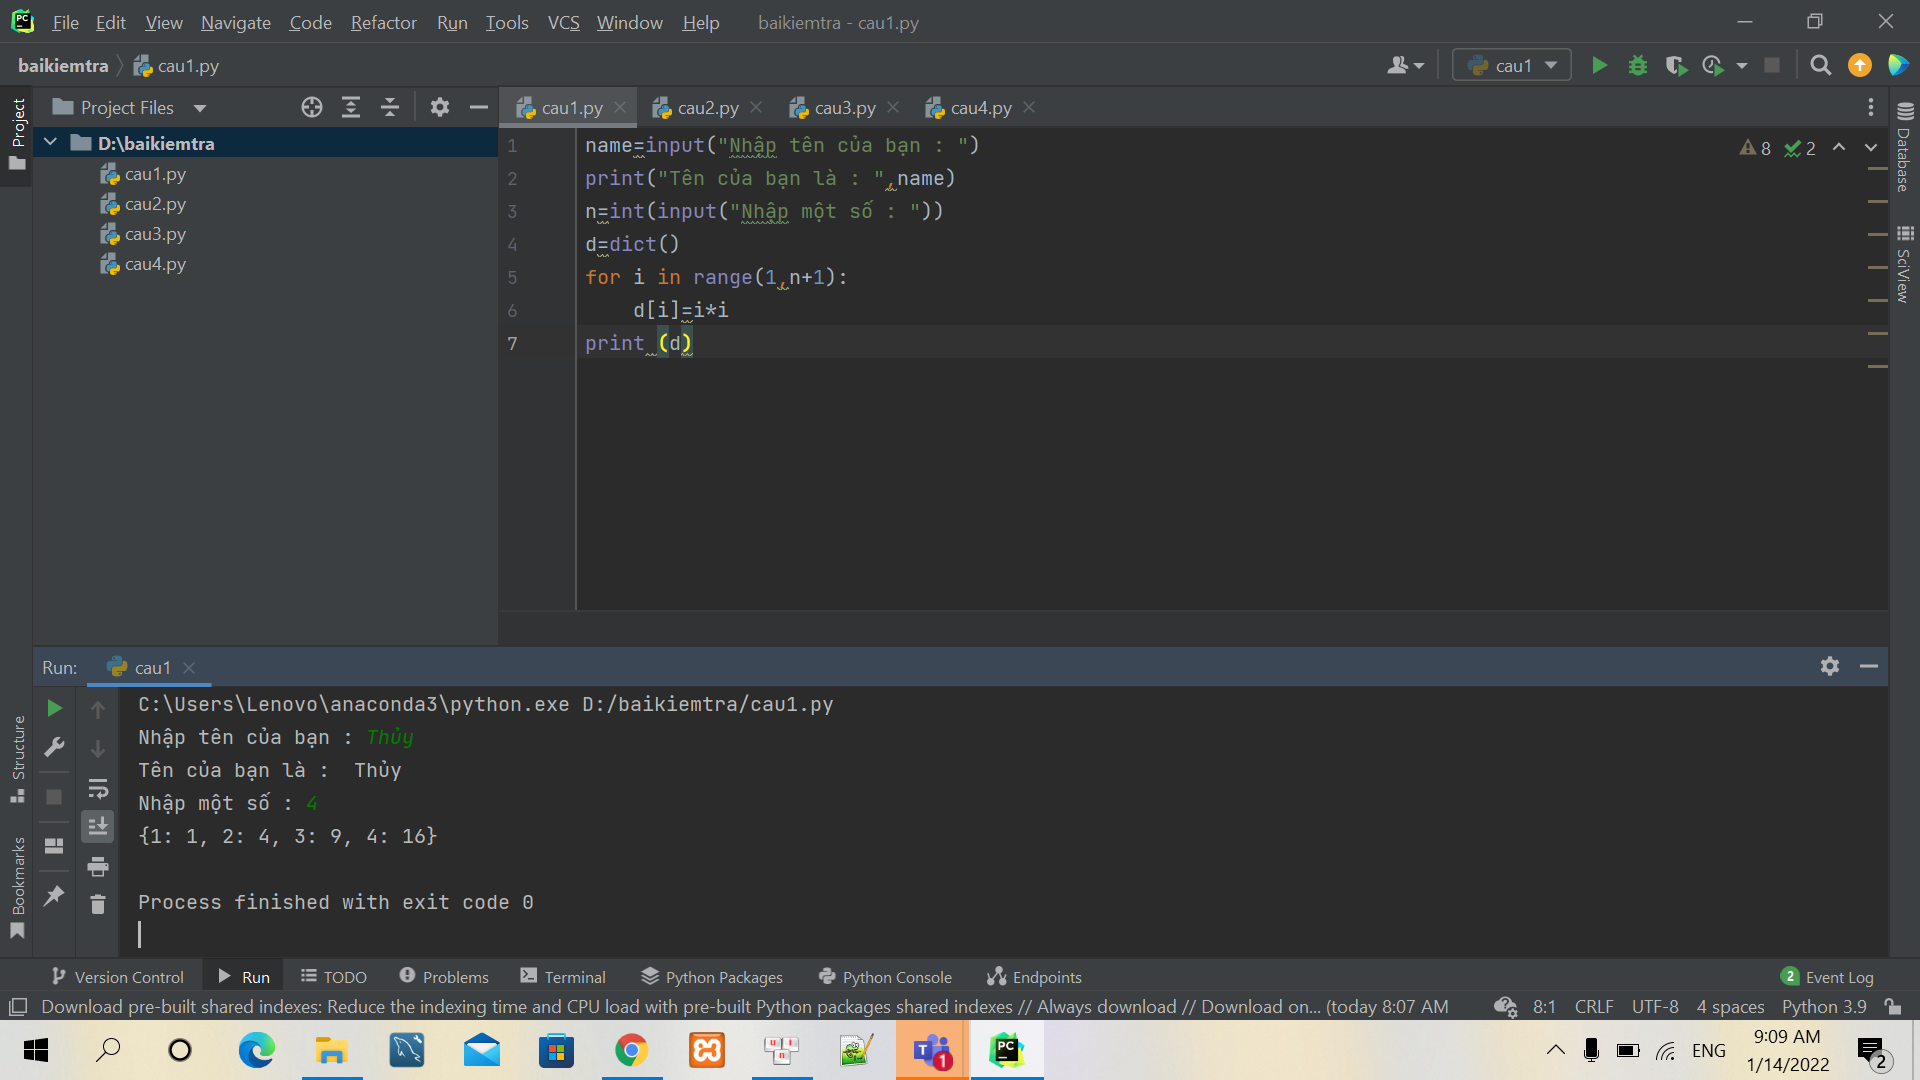 File Edit View Navigate Code Refactor Run Tools VCS Window Help baikiemtra - cau1.py
baikiemtra cau1.py
cau1
Project
Project Files
D:\baikiemtra
cau1.py
cau2.py
cau3.py
cau4.py
cau1.py cau2.py cau3.py cau4.py
1 name=input("Nhập tên của bạn : ")
2 print("Tên của bạn là : ",name)
3 n=int(input("Nhập một số : "))
4 d=dict()
5 for i in range(1,n+1):
6 d[i]=i*i
7 print (d)
8 2
Database
SciView
Run: cau1
C:\Users\Lenovo\anaconda3\python.exe D:/baikiemtra/cau1.py
Nhập tên của bạn : Thủy
Tên của bạn là :  Thủy
Nhập một số : 4
{1: 1, 2: 4, 3: 9, 4: 16}
Process finished with exit code 0
Structure
Bookmarks
Version Control Run TODO Problems Terminal Python Packages Python Console Endpoints 2 Event Log
Download pre-built shared indexes: Reduce the indexing time and CPU load with pre-built Python packages shared indexes // Always download // Download on... (today 8:07 AM 8:1 CRLF UTF-8 4 spaces Python 3.9
PC
1
PC
ENG
9:09 AM
1/14/2022
2